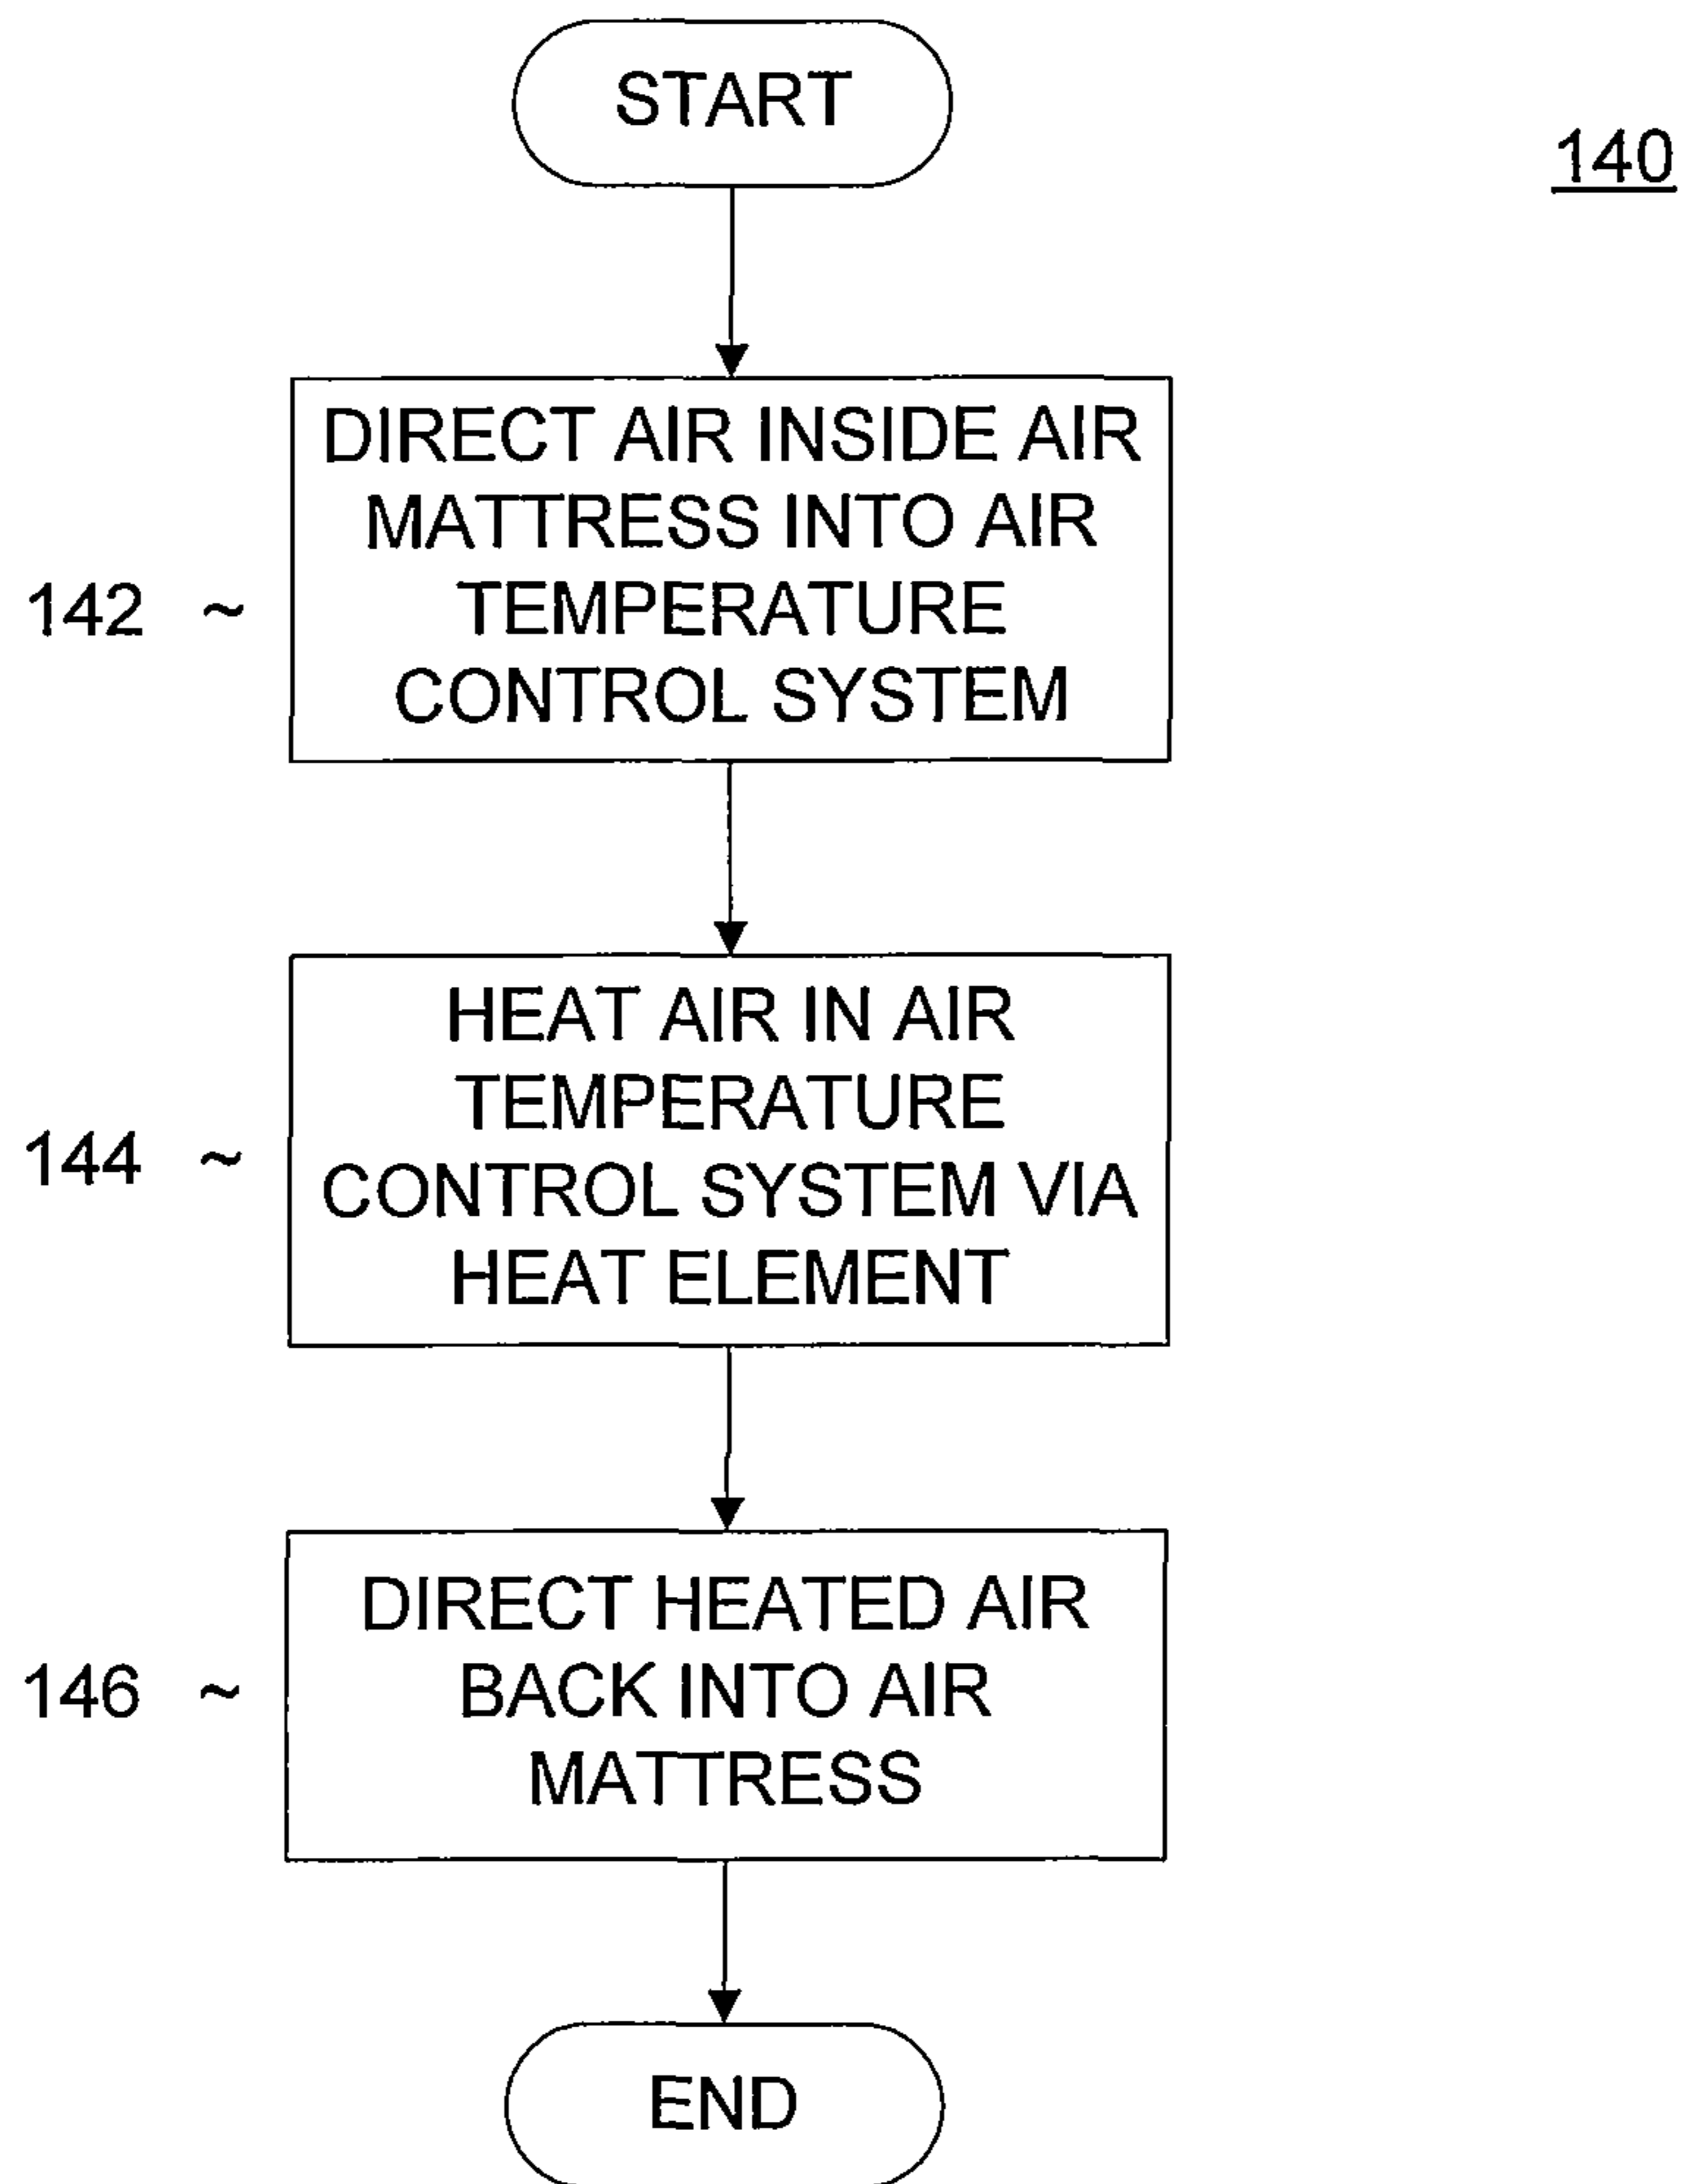 START
140
DIRECT AIR INSIDE AIR
MATTRESS INTO AIR
TEMPERATURE
CONTROL SYSTEM
142 ~
HEAT AIR IN AIR
TEMPERATURE
CONTROL SYSTEM VIA
HEAT ELEMENT
144 ~
DIRECT HEATED AIR
BACK INTO AIR
MATTRESS
146 ~
END